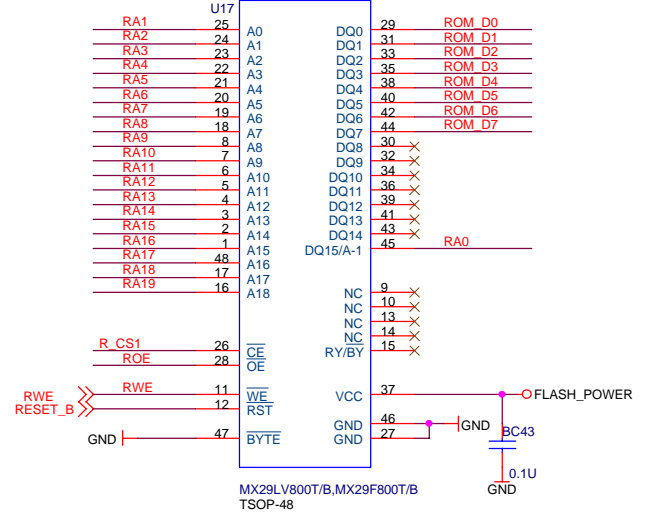 U17
RA1 25 A0 DQ0 29 ROM_D0
RA2 24 A1 DQ1 31 ROM_D1
RA3 23 A2 DQ2 33 ROM_D2
RA4 22 A3 DQ3 35 ROM_D3
RA5 21 A4 DQ4 38 ROM_D4
RA6 20 A5 DQ5 40 ROM_D5
RA7 19 A6 DQ6 42 ROM_D6
RA8 18 A7 DQ7 44 ROM_D7
RA9 8 A8 DQ8 30
RA10 7 A9 DQ9 32
RA11 6 A10 DQ10 34
RA12 5 A11 DQ11 36
RA13 4 A12 DQ12 39
RA14 3 A13 DQ13 41
RA15 2 A14 DQ14 43
RA16 1 A15 DQ15/A-1 45 RA0
RA17 48 A16
RA18 17 A17
RA19 16 A18 NC 9
NC 10
NC 13
NC 14
R_CS1 26 CE RY/BY 15
ROE 28 OE
RWE RWE 11 WE VCC 37 FLASH_POWER
RESET_B 12 RST
GND 46 GND
GND 47 BYTE GND 27 BC43
0.1U
GND
MX29LV800T/B,MX29F800T/B
TSOP-48